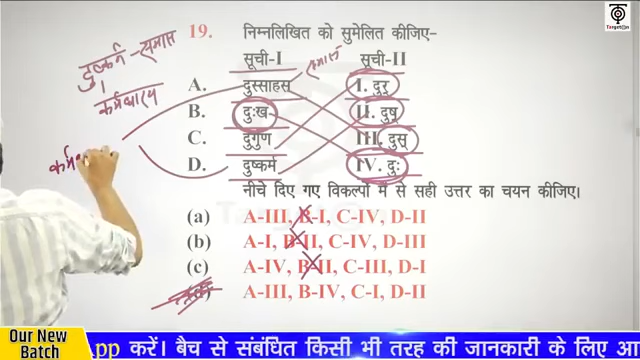 TargetOn
दुष्कर्म - समास
कर्मधारय
19. निम्नलिखित को सुमेलित कीजिए-
सूची-I सूची-II
A. दुस्साहस I. दुर्
B. दुःख II. दुष्
C. दुर्गुण III. दुस्
D. दुष्कर्म IV. दुः
नीचे दिए गए विकल्पों में से सही उत्तर का चयन कीजिए।
(a) A-III, B-I, C-IV, D-II
(b) A-I, B-II, C-IV, D-III
(c) A-IV, B-II, C-III, D-I
A-III, B-IV, C-I, D-II
Our New
Batch
App करें। बैच से संबंधित किसी भी तरह की जानकारी के लिए